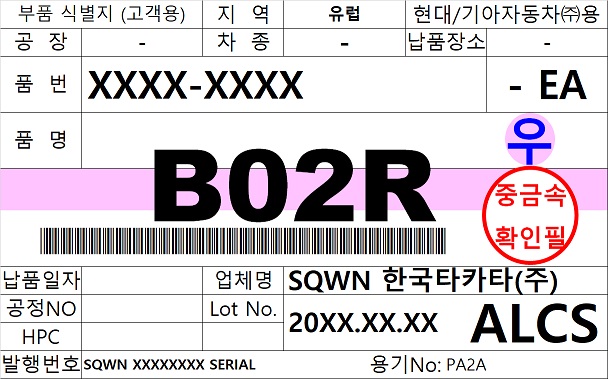 부품 식별지 (고객용) 지 역 유럽 현대/기아자동차㈜용
공 장 - 차 종 - 납품장소 -
품 번 XXXX-XXXX - EA
품 명
우
B02R
중금속
확인필
납품일자 업체명 SQWN 한국타카타(주)
공정NO Lot No. 20XX.XX.XX ALCS
HPC
발행번호 SQWN XXXXXXXX SERIAL 용기No: PA2A